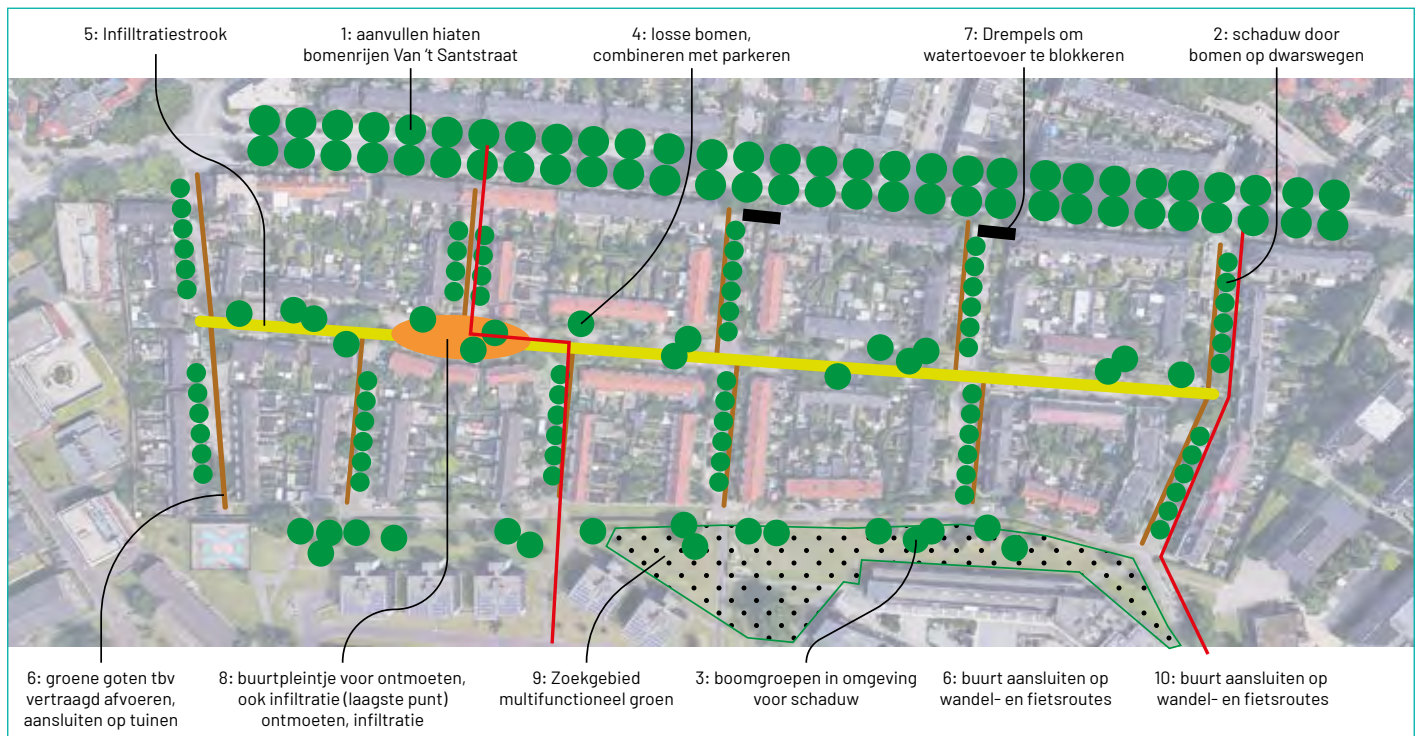 5: Infilltratiestrook
1: aanvullen hiaten
bomenrijen Van ‘t Santstraat
4: losse bomen,
combineren met parkeren
7: Drempels om
watertoevoer te blokkeren
2: schaduw door
bomen op dwarswegen
6: groene goten tbv
vertraagd afvoeren,
aansluiten op tuinen
8: buurtpleintje voor ontmoeten,
ook infiltratie (laagste punt)
ontmoeten, infiltratie
9: Zoekgebied
multifunctioneel groen
3: boomgroepen in omgeving
voor schaduw
6: buurt aansluiten op
wandel- en fietsroutes
10: buurt aansluiten op
wandel- en fietsroutes